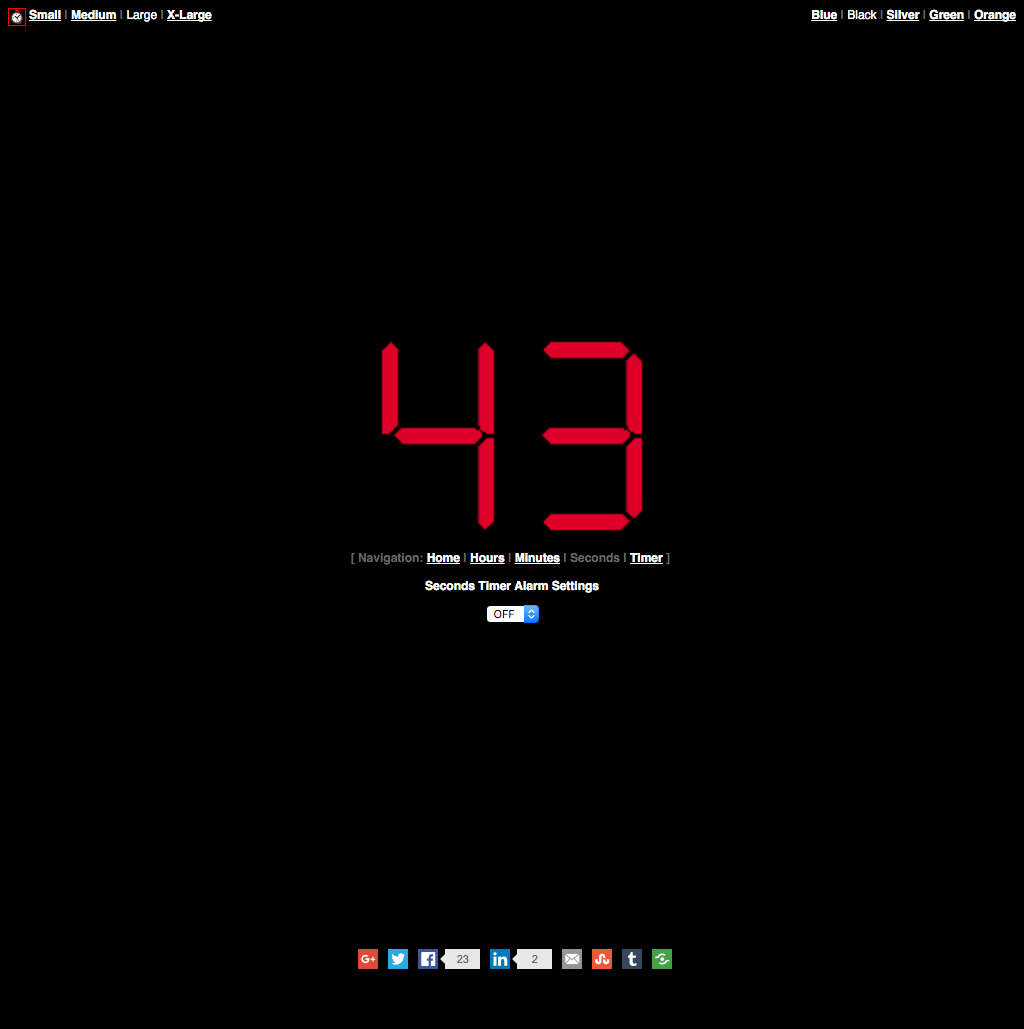 Small | Medium | Large | X-Large
Blue | Black | Silver | Green | Orange
43
[ Navigation: Home | Hours | Minutes | Seconds | Timer ]
Seconds Timer Alarm Settings
OFF
G+ f 23 in 2 t